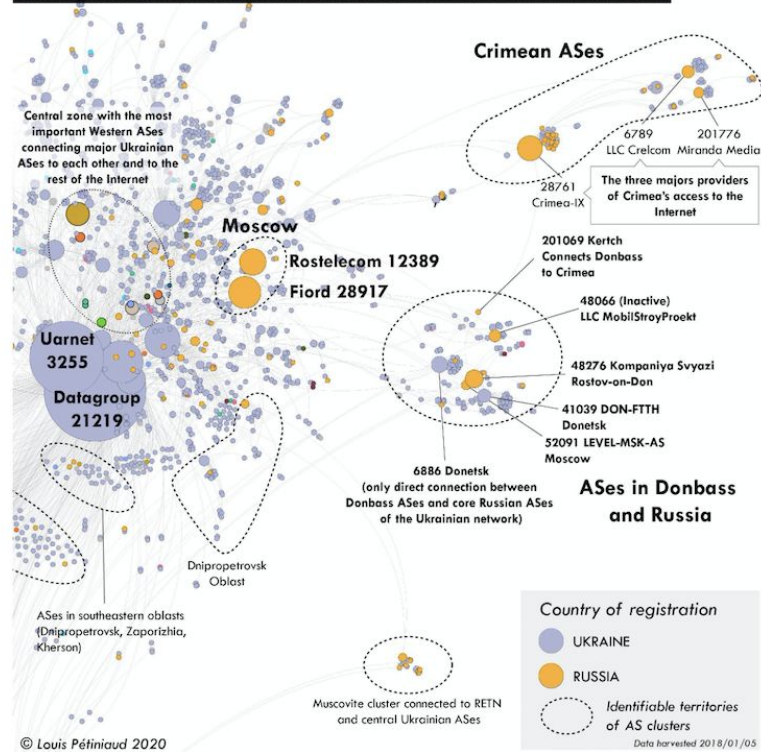 Crimean ASes
Central zone with the most
important Western ASes
connecting major Ukrainian
ASes to each other and to the
rest of the Internet
6789
LLC Crelcom
201776
Miranda Media
28761
Crimea-IX
The three majors providers
of Crimea's access to the
Internet
Moscow
Rostelecom 12389
Fiord 28917
201069 Kertch
Connects Donbass
to Crimea
48066 (Inactive)
LLC MobilStroyProekt
Uarnet
3255
Datagroup
21219
48276 Kompaniya Svyazi
Rostov-on-Don
41039 DON-FTTH
Donetsk
52091 LEVEL-MSK-AS
Moscow
6886 Donetsk
(only direct connection between
Donbass ASes and core Russian ASes
of the Ukrainian network)
ASes in Donbass
and Russia
Dnipropetrovsk
Oblast
ASes in southeastern oblasts
(Dnipropetrovsk, Zaporizhia,
Kherson)
Muscovite cluster connected to RETN
and central Ukrainian ASes
Country of registration
UKRAINE
RUSSIA
Identifiable territories
of AS clusters
Data harvested 2018/01/05
© Louis Pétiniaud 2020